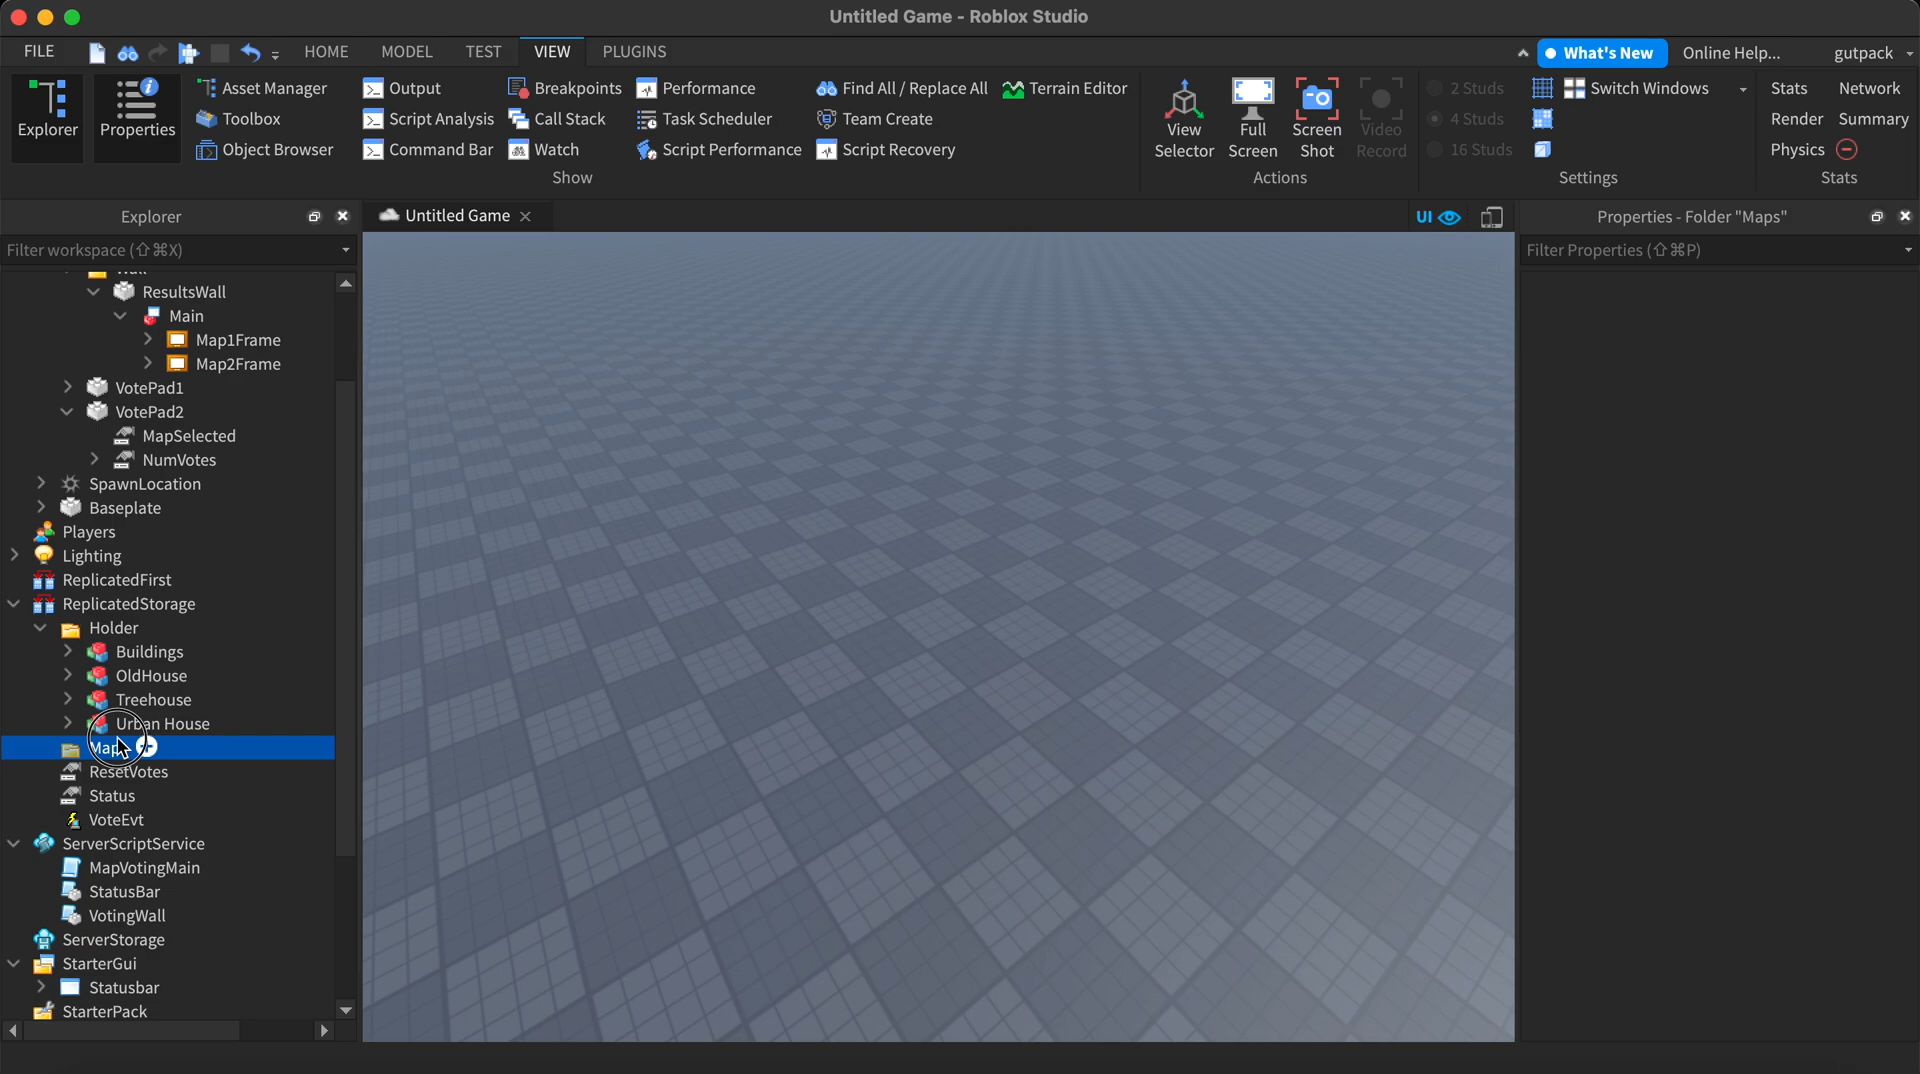 Untitled Game - Roblox Studio
FILE HOME MODEL TEST VIEW PLUGINS What's New Online Help... gutpack
Explorer
Properties
Asset Manager
Toolbox
Object Browser
Output
Script Analysis
Command Bar
Breakpoints
Call Stack
Watch
Performance
Task Scheduler
Script Performance
Find All / Replace All
Team Create
Script Recovery
Terrain Editor
Show
View
Selector
Full
Screen
Screen
Shot
Video
Record
Actions
2 Studs
4 Studs
16 Studs
Switch Windows
Settings
Stats Network
Render Summary
Physics
Stats
Explorer
Filter workspace (⇧⌘X)
Untitled Game
UI
Properties - Folder "Maps"
Filter Properties (⇧⌘P)
ResultsWall
Main
Map1Frame
Map2Frame
VotePad1
VotePad2
MapSelected
NumVotes
SpawnLocation
Baseplate
Players
Lighting
ReplicatedFirst
ReplicatedStorage
Holder
Buildings
OldHouse
Treehouse
Urban House
Maps
ResetVotes
Status
VoteEvt
ServerScriptService
MapVotingMain
StatusBar
VotingWall
ServerStorage
StarterGui
Statusbar
StarterPack